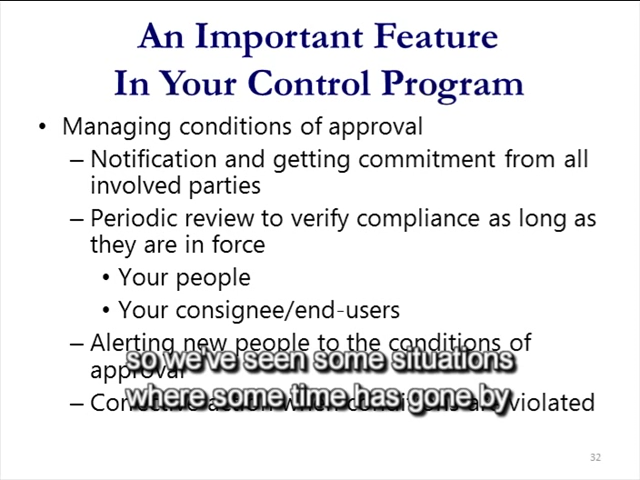 An Important Feature
In Your Control Program
• Managing conditions of approval
– Notification and getting commitment from all
involved parties
– Periodic review to verify compliance as long as
they are in force
• Your people
• Your consignee/end-users
– Alerting new people to the conditions of
approval
so we've seen some situations
– Corrective action when conditions are violated
where some time has gone by
32